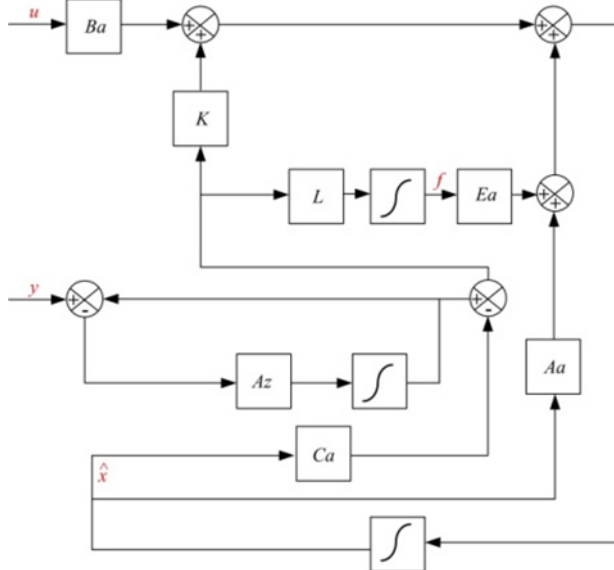 u
Ba
+
+
+
+
K
L
∫
f
Ea
+
+
y
+
-
+
-
Az
∫
Aa
Ca
x̂
∫